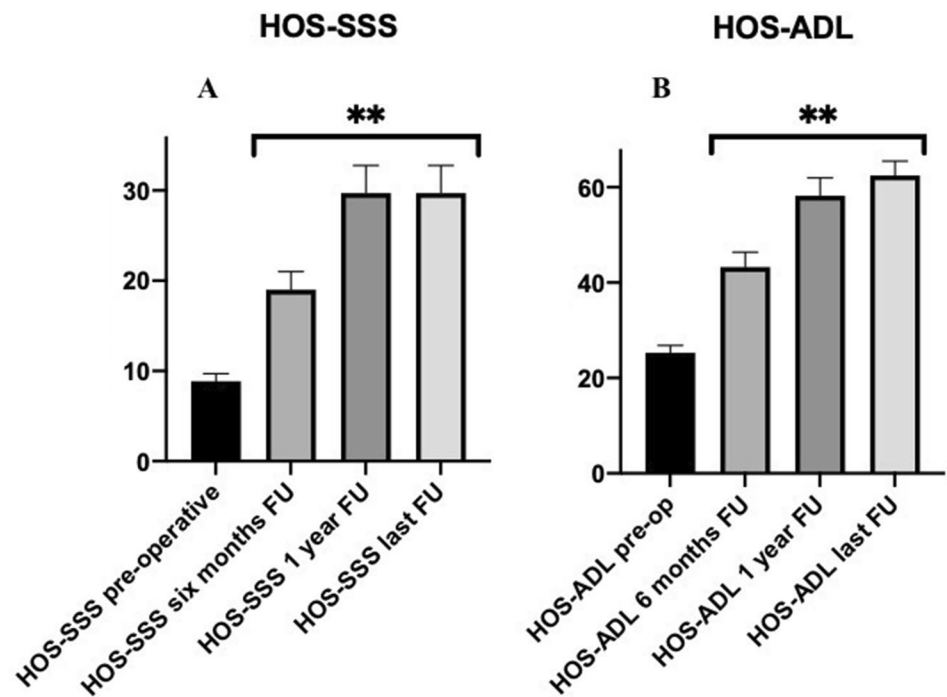 HOS-SSS
HOS-ADL
A
B
**
**
30
20
10
0
60
40
20
0
HOS-SSS pre-operative
HOS-SSS six months FU
HOS-SSS 1 year FU
HOS-SSS last FU
HOS-ADL pre-op
HOS-ADL 6 months FU
HOS-ADL 1 year FU
HOS-ADL last FU